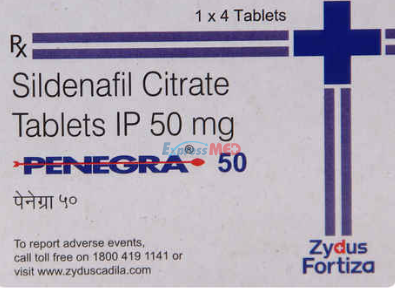 1 x 4 Tablets
Rx
Sildenafil Citrate
Tablets IP 50 mg
ExpressMED
PENEGRA® 50
पेनेग्रा ५०
To report adverse events,
call toll free on 1800 419 1141 or
visit www.zyduscadila.com
Zydus
Fortiza